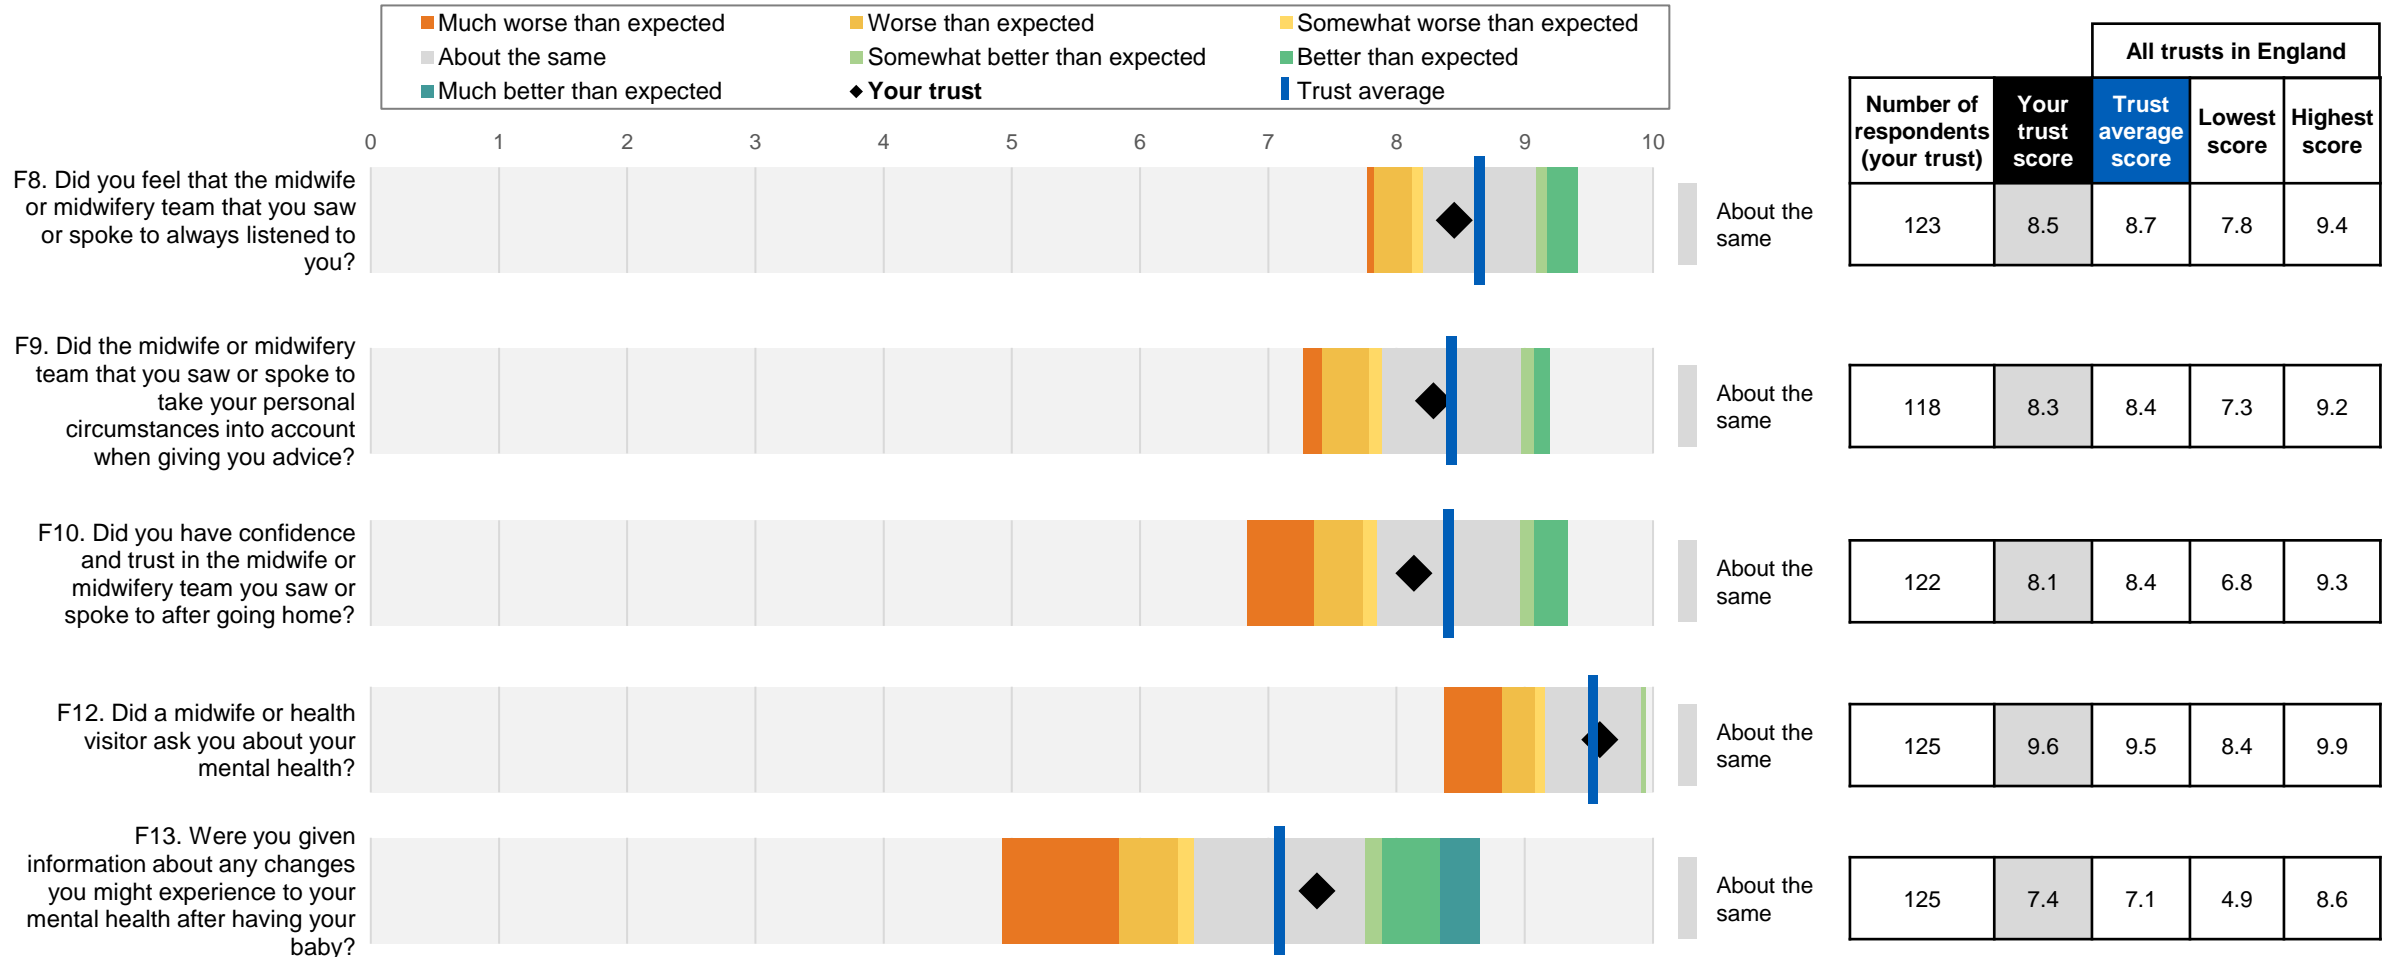 Much worse than expected
Worse than expected
Somewhat worse than expected
About the same
Somewhat better than expected
Better than expected
Much better than expected
Your trust
Trust average
All trusts in England
Number of
respondents
(your trust)
Your
trust
score
Trust
average
score
Lowest
score
Highest
score
0 1 2 3 4 5 6 7 8 9 10
F8. Did you feel that the midwife
or midwifery team that you saw
or spoke to always listened to
you?
About the
same
123 8.5 8.7 7.8 9.4
F9. Did the midwife or midwifery
team that you saw or spoke to
take your personal
circumstances into account
when giving you advice?
About the
same
118 8.3 8.4 7.3 9.2
F10. Did you have confidence
and trust in the midwife or
midwifery team you saw or
spoke to after going home?
About the
same
122 8.1 8.4 6.8 9.3
F12. Did a midwife or health
visitor ask you about your
mental health?
About the
same
125 9.6 9.5 8.4 9.9
F13. Were you given
information about any changes
you might experience to your
mental health after having your
baby?
About the
same
125 7.4 7.1 4.9 8.6